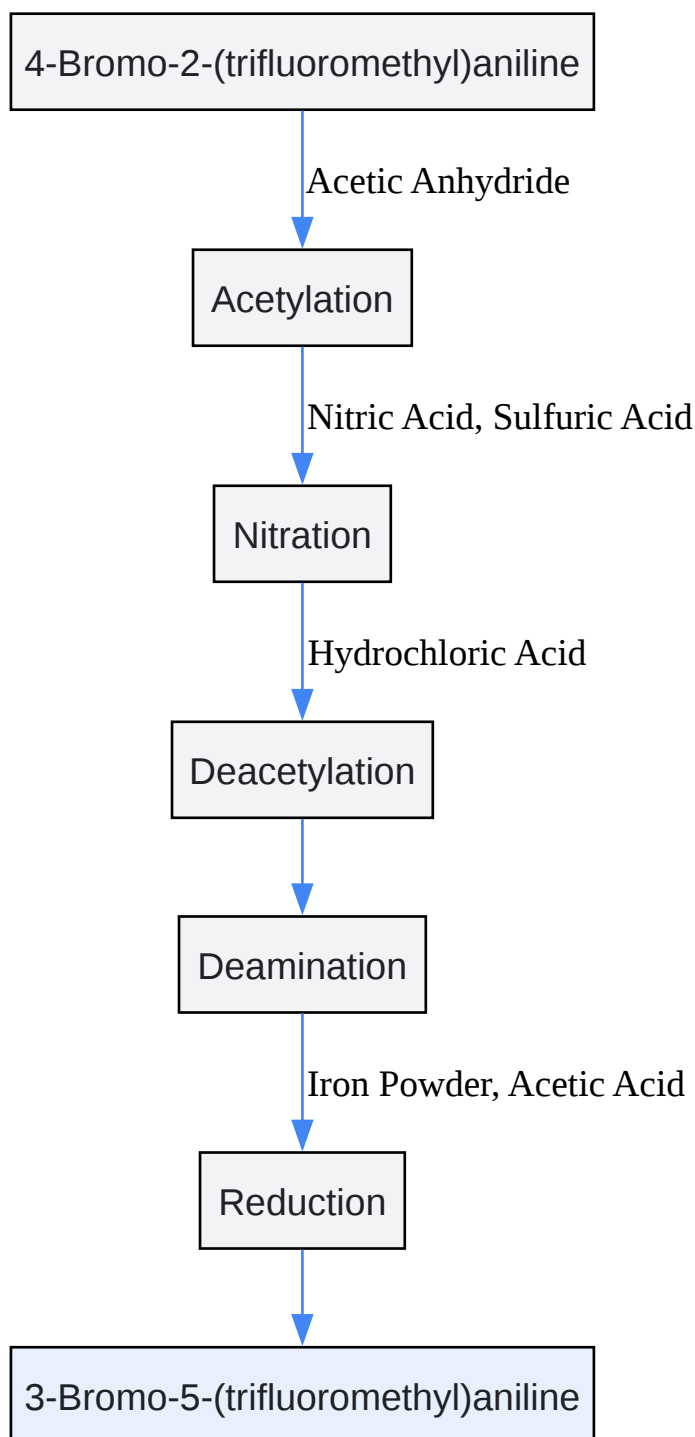 4-Bromo-2-(trifluoromethyl)aniline
Acetic Anhydride
Acetylation
Nitric Acid, Sulfuric Acid
Nitration
Hydrochloric Acid
Deacetylation
Deamination
Iron Powder, Acetic Acid
Reduction
3-Bromo-5-(trifluoromethyl)aniline